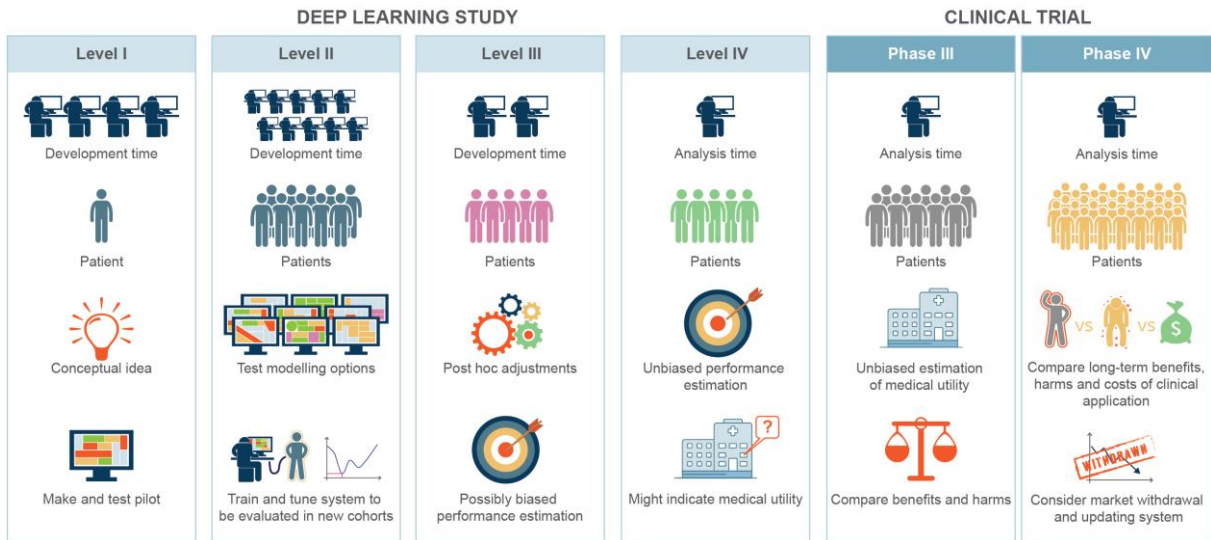 DEEP LEARNING STUDY
CLINICAL TRIAL
Level I
Development time
Patient
Conceptual idea
Make and test pilot
Level II
Development time
Patients
Test modelling options
Train and tune system to
be evaluated in new cohorts
Level III
Development time
Patients
Post hoc adjustments
Possibly biased
performance estimation
Level IV
Analysis time
Patients
Unbiased performance
estimation
?
Might indicate medical utility
Phase III
Analysis time
Patients
Unbiased estimation
of medical utility
Compare benefits and harms
Phase IV
Analysis time
Patients
VS VS $
Compare long-term benefits,
harms and costs of clinical
application
WITHDRAWN
Consider market withdrawal
and updating system